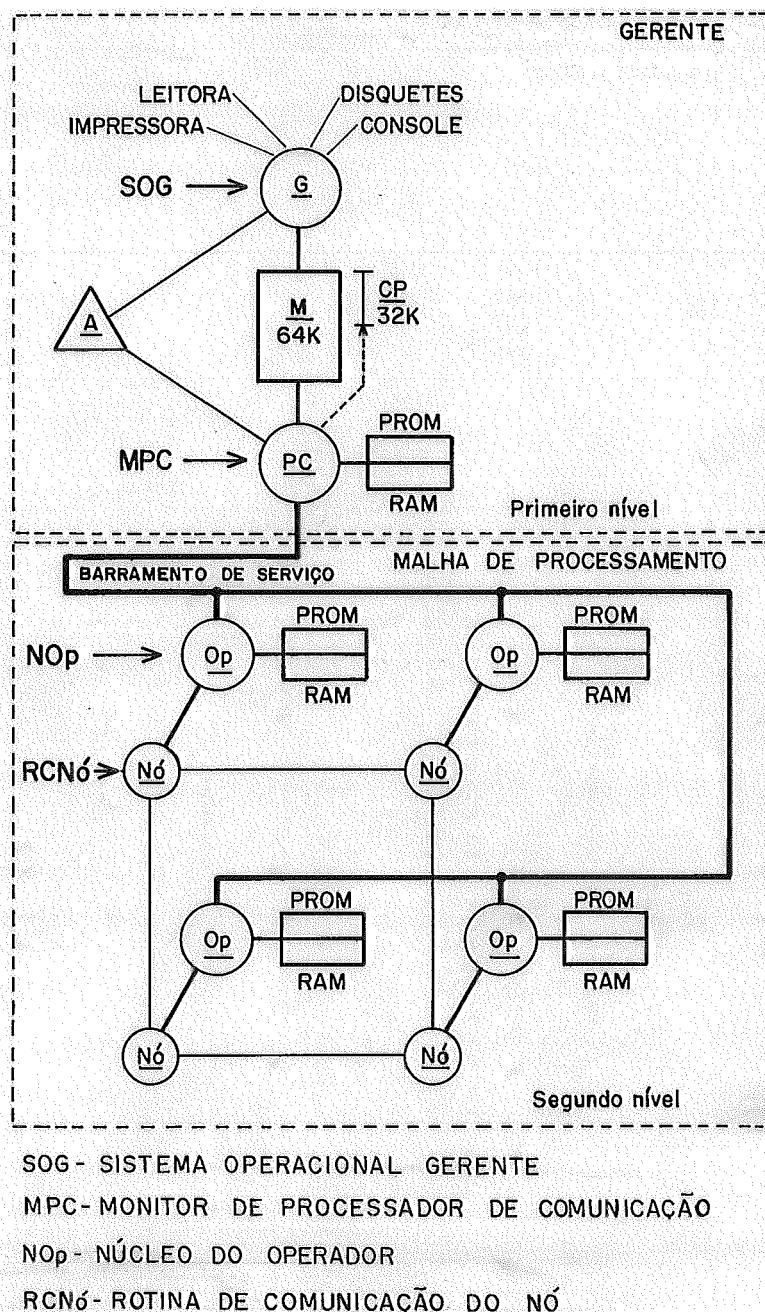 GERENTE
LEITORA
DISQUETES
IMPRESSORA
CONSOLE
SOG
G
A
M
64K
CP
32K
MPC
PC
PROM
RAM
Primeiro nível
BARRAMENTO DE SERVIÇO
MALHA DE PROCESSAMENTO
NOp
Op
PROM
RAM
Op
PROM
RAM
RCNó
Nó
Nó
Op
PROM
RAM
Op
PROM
RAM
Nó
Nó
Segundo nível
SOG - SISTEMA OPERACIONAL GERENTE
MPC - MONITOR DE PROCESSADOR DE COMUNICAÇÃO
NOp - NÚCLEO DO OPERADOR
RCNó - ROTINA DE COMUNICAÇÃO DO NÓ